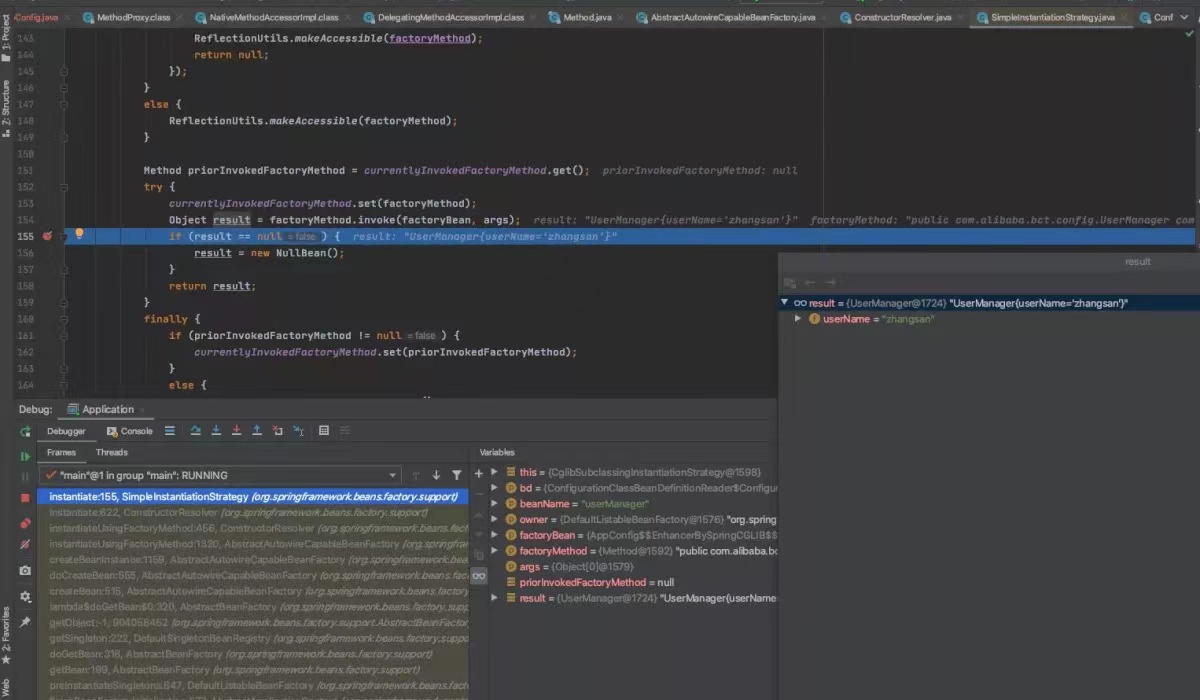 Config.java MethodProxy.class NativeMethodAccessorImpl.class DelegatingMethodAccessorImpl.class Method.java AbstractAutowireCapableBeanFactory.java ConstructorResolver.java SimpleInstantiationStrategy.java Conf
1: Project
Z: Structure
143 ReflectionUtils.makeAccessible(factoryMethod);
144 return null;
145 });
146 }
147 else {
148 ReflectionUtils.makeAccessible(factoryMethod);
149 }
150
151 Method priorInvokedFactoryMethod = currentlyInvokedFactoryMethod.get(); priorInvokedFactoryMethod: null
152 try {
153 currentlyInvokedFactoryMethod.set(factoryMethod);
154 Object result = factoryMethod.invoke(factoryBean, args); result: "UserManager{userName='zhangsan'}" factoryMethod: "public com.alibaba.bct.config.UserManager com
155 if (result == null = false ) { result: "UserManager{userName='zhangsan'}"
156 result = new NullBean();
157 }
158 return result;
159 }
160 finally {
161 if (priorInvokedFactoryMethod != null = false ) {
162 currentlyInvokedFactoryMethod.set(priorInvokedFactoryMethod);
163 }
164 else {
result
result = {UserManager@1724} "UserManager{userName='zhangsan'}"
userName = "zhangsan"
Debug: Application
Debugger Console
Frames Threads
"main"@1 in group "main": RUNNING
instantiate:155, SimpleInstantiationStrategy (org.springframework.beans.factory.support)
instantiate:622, ConstructorResolver (org.springframework.beans.factory.support)
instantiateUsingFactoryMethod:456, ConstructorResolver (org.springframework.beans.fact
instantiateUsingFactoryMethod:1320, AbstractAutowireCapableBeanFactory (org.springfram
createBeanInstance:1159, AbstractAutowireCapableBeanFactory (org.springframework.bea
doCreateBean:555, AbstractAutowireCapableBeanFactory (org.springframework.beans.fac
createBean:515, AbstractAutowireCapableBeanFactory (org.springframework.beans.factor
lambda$doGetBean$0:320, AbstractBeanFactory (org.springframework.beans.factory.suppo
getObject:-1, 904058452 (org.springframework.beans.factory.support.AbstractBeanFactor
getSingleton:222, DefaultSingletonBeanRegistry (org.springframework.beans.factory.suppo
doGetBean:318, AbstractBeanFactory (org.springframework.beans.factory.support)
getBean:199, AbstractBeanFactory (org.springframework.beans.factory.support)
preInstantiateSingletons:847, DefaultListableBeanFactory (org.springframework.beans.fact
Variables
this = {CglibSubclassingInstantiationStrategy@1598}
bd = {ConfigurationClassBeanDefinitionReader$Configur
beanName = "userManager"
owner = {DefaultListableBeanFactory@1576} "org.spring
factoryBean = {AppConfig$$EnhancerBySpringCGLIB$$
factoryMethod = {Method@1592} "public com.alibaba.bc
args = {Object[0]@1579}
priorInvokedFactoryMethod = null
result = {UserManager@1724} "UserManager{userName
2: Favorites
Web